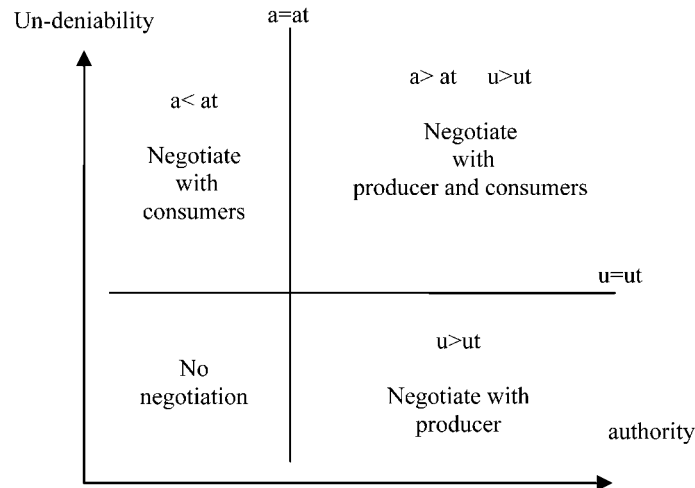 Un-deniability
a=at
a< at
Negotiate
with
consumers
a> at u>ut
Negotiate
with
producer and consumers
u=ut
No
negotiation
u>ut
Negotiate with
producer
authority